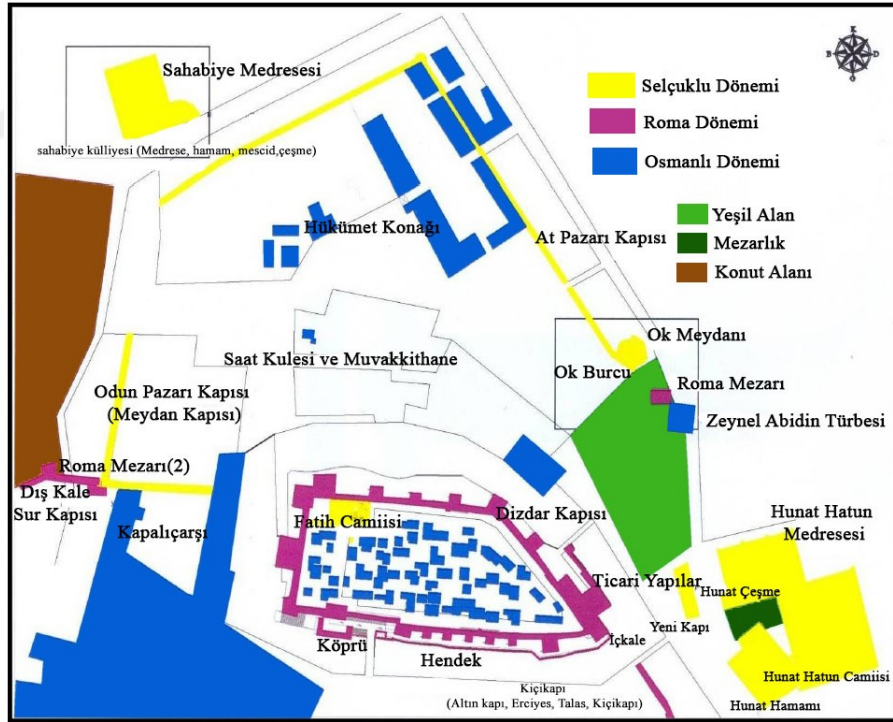 Sahabiye Medresesi
sahabiye külliyesi (Medrese, hamam, mescid,çeşme)
K
B
D
G
Selçuklu Dönemi
Roma Dönemi
Osmanlı Dönemi
Yeşil Alan
Mezarlık
Konut Alanı
Hükümet Konağı
At Pazarı Kapısı
Saat Kulesi ve Muvakkithane
Ok Meydanı
Ok Burcu
Roma Mezarı
Zeynel Abidin Türbesi
Odun Pazarı Kapısı
(Meydan Kapısı)
Roma Mezarı(2)
Dış Kale
Sur Kapısı
Kapalıçarşı
Fatih Camiisi
Dizdar Kapısı
Hunat Hatun
Medresesi
Ticari Yapılar
Hunat Çeşme
Yeni Kapı
İçkale
Köprü
Hendek
Hunat Hatun Camiisi
Hunat Hamamı
Kiçikapı
(Altın kapı, Erciyes, Talas, Kiçikapı)